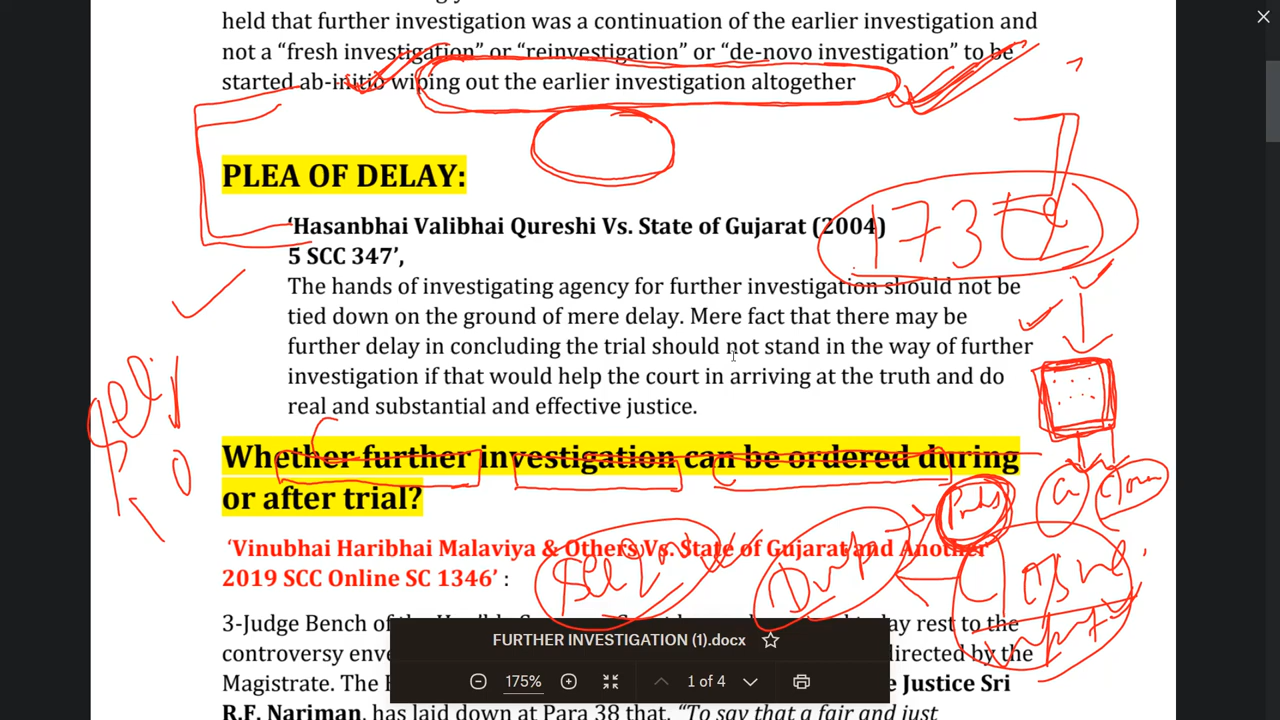 held that further investigation was a continuation of the earlier investigation and
not a “fresh investigation” or “reinvestigation” or “de-novo investigation” to be
started ab-inititio wiping out the earlier investigation altogether
PLEA OF DELAY:
‘Hasanbhai Valibhai Qureshi Vs. State of Gujarat (2004)
5 SCC 347’,
173
The hands of investigating agency for further investigation should not be
tied down on the ground of mere delay. Mere fact that there may be
further delay in concluding the trial should not stand in the way of further
investigation if that would help the court in arriving at the truth and do
real and substantial and effective justice.
Whether further investigation can be ordered during
or after trial?
‘Vinubhai Haribhai Malaviya & Others Vs. State of Gujarat and Another
2019 SCC Online SC 1346’ :
3-Judge Bench of the rest to the
controversy directed by the
Magistrate. The Justice Sri
R.F. Nariman, has laid down at Para 38 that, “To say that a fair and just
FURTHER INVESTIGATION (1).docx
175%
1 of 4